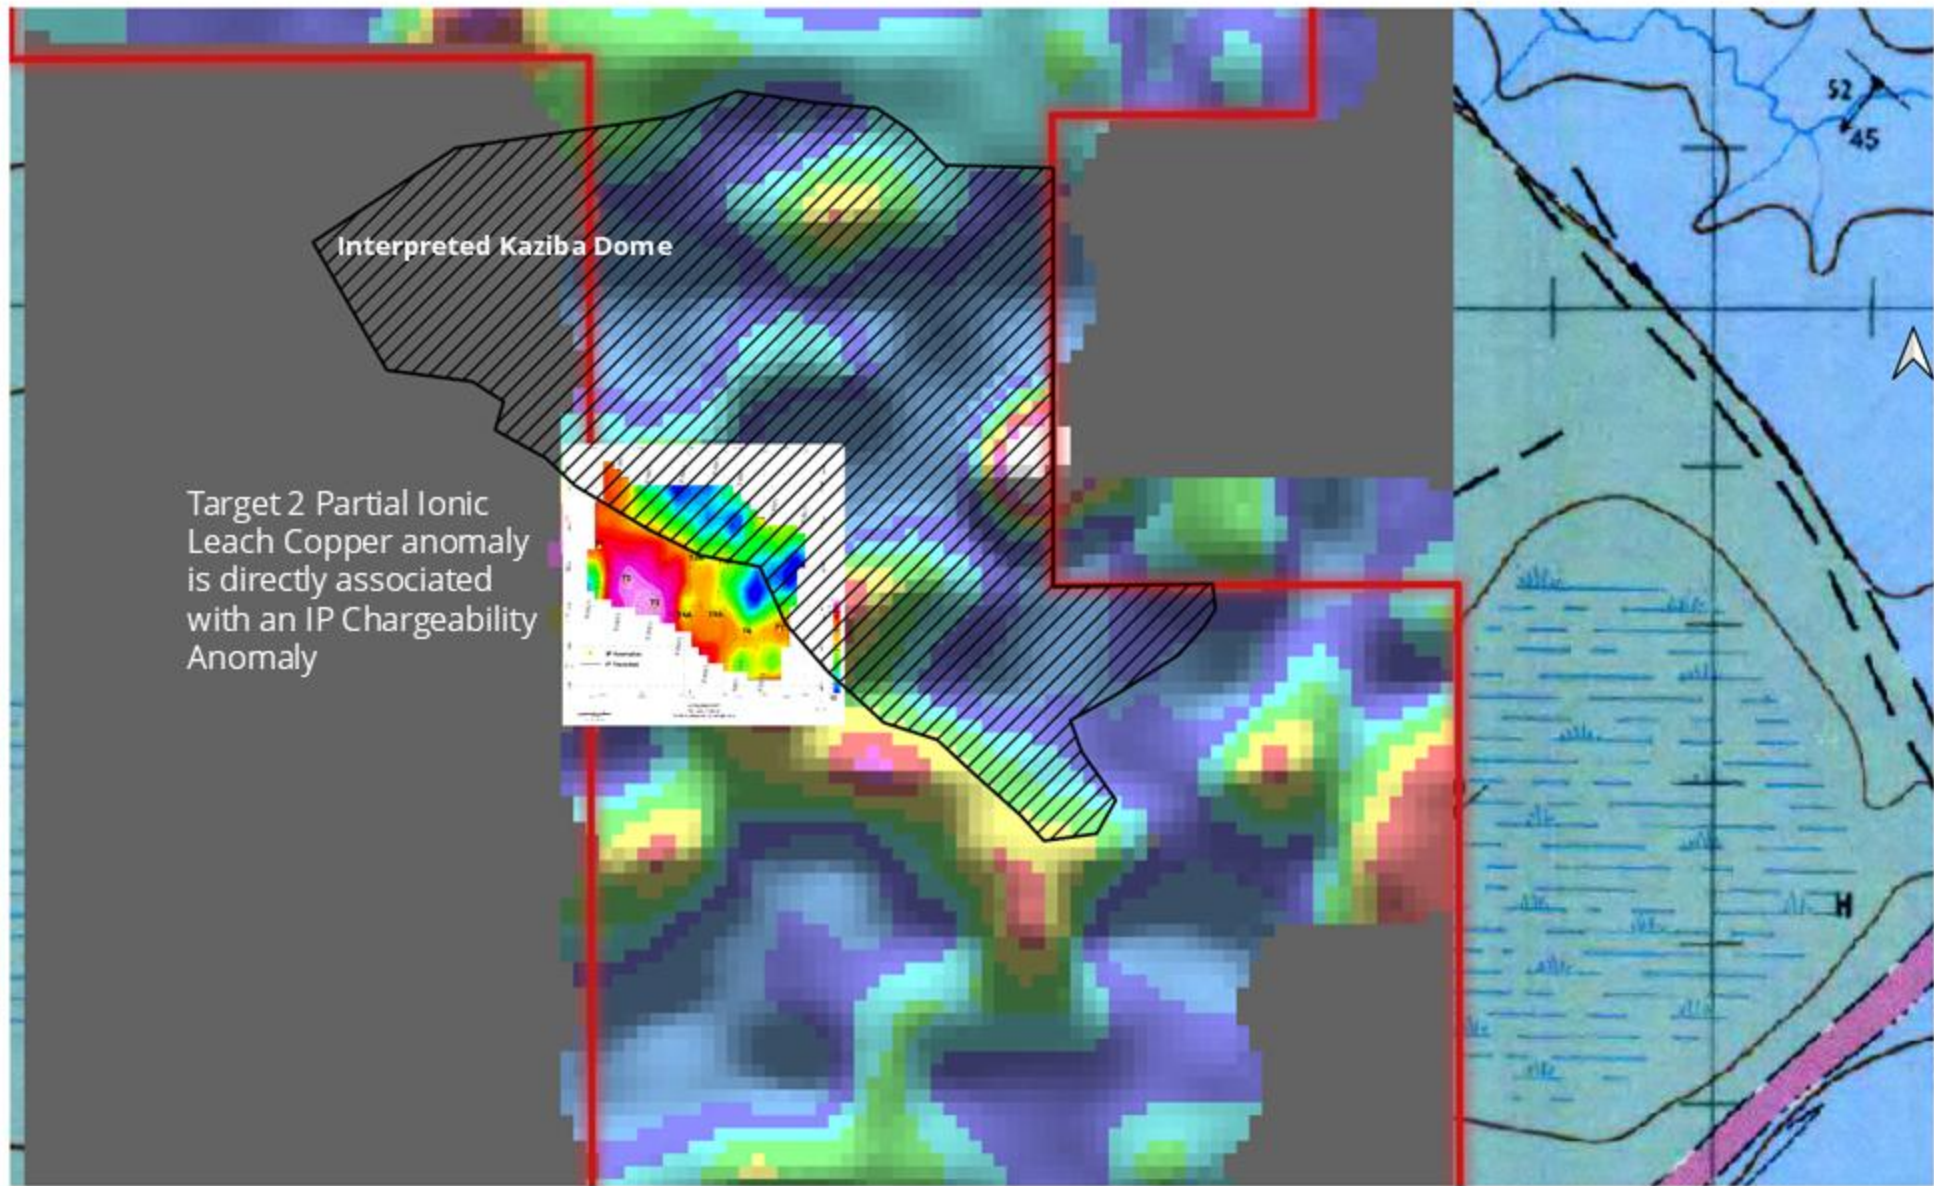 52
45
Interpreted Kaziba Dome
Target 2 Partial Ionic
Leach Copper anomaly
is directly associated
with an IP Chargeability
Anomaly
H